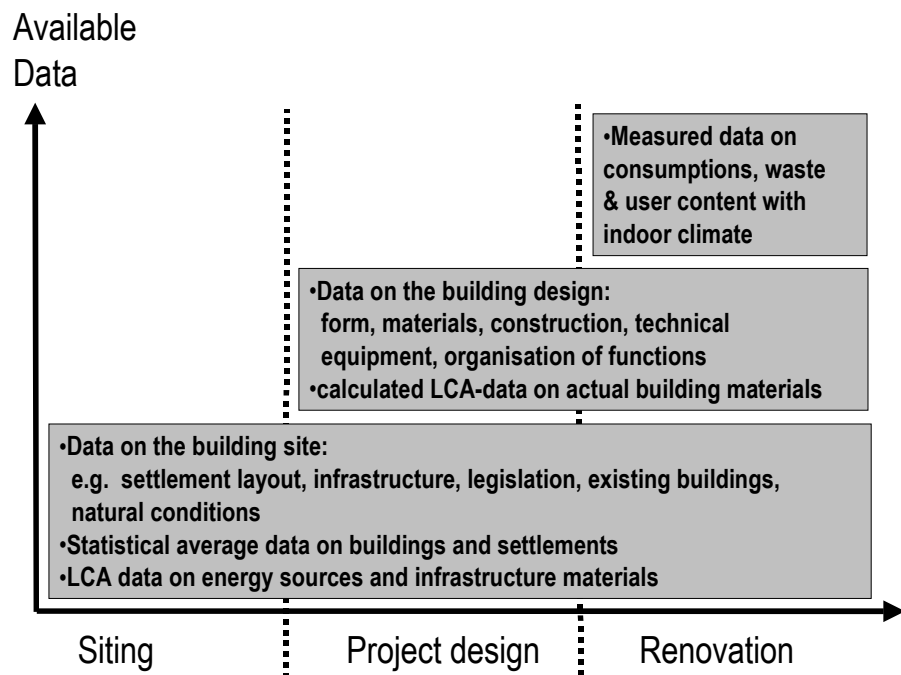 Available
Data
•Measured data on
consumptions, waste
& user content with
indoor climate
•Data on the building design:
form, materials, construction, technical
equipment, organisation of functions
•calculated LCA-data on actual building materials
•Data on the building site:
e.g. settlement layout, infrastructure, legislation, existing buildings,
natural conditions
•Statistical average data on buildings and settlements
•LCA data on energy sources and infrastructure materials
Siting
Project design
Renovation